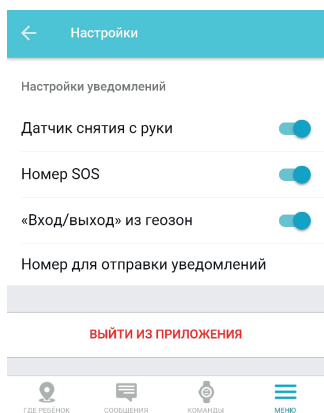 Настройки
Настройки уведомлений
Датчик снятия с руки
Номер SOS
«Вход/выход» из геозон
Номер для отправки уведомлений
ВЫЙТИ ИЗ ПРИЛОЖЕНИЯ
ГДЕ РЕБЁНОК СООБЩЕНИЯ КОМАНДЫ МЕНЮ